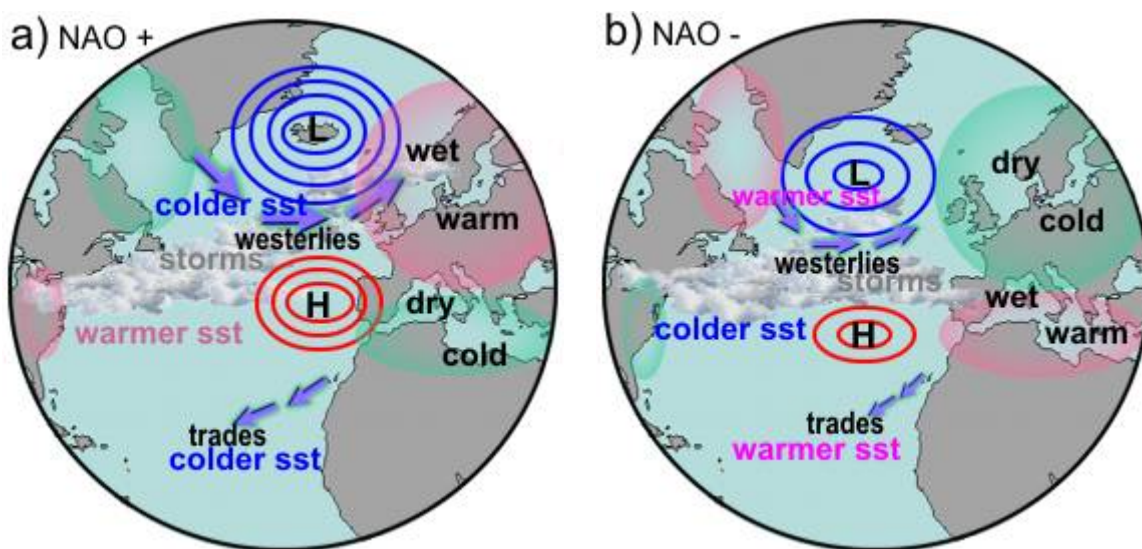 a) NAO +
L
wet
colder sst
warm
westerlies
storms
H
dry
warmer sst
cold
trades
colder sst
b) NAO -
dry
L
warmer sst
cold
westerlies
storms
wet
colder sst
H
warm
trades
warmer sst